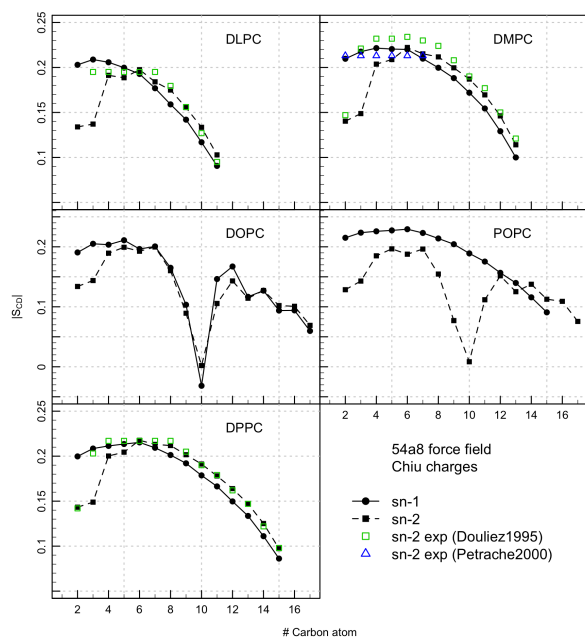 DLPC
DMPC
0.25
0.2
0.15
0.1
DOPC
POPC
|S_CD|
0.2
0.1
0
2 4 6 8 10 12 14 16
DPPC
0.25
0.2
0.15
0.1
54a8 force field
Chiu charges
sn-1
sn-2
sn-2 exp (Douliez1995)
sn-2 exp (Petrache2000)
2 4 6 8 10 12 14 16
# Carbon atom